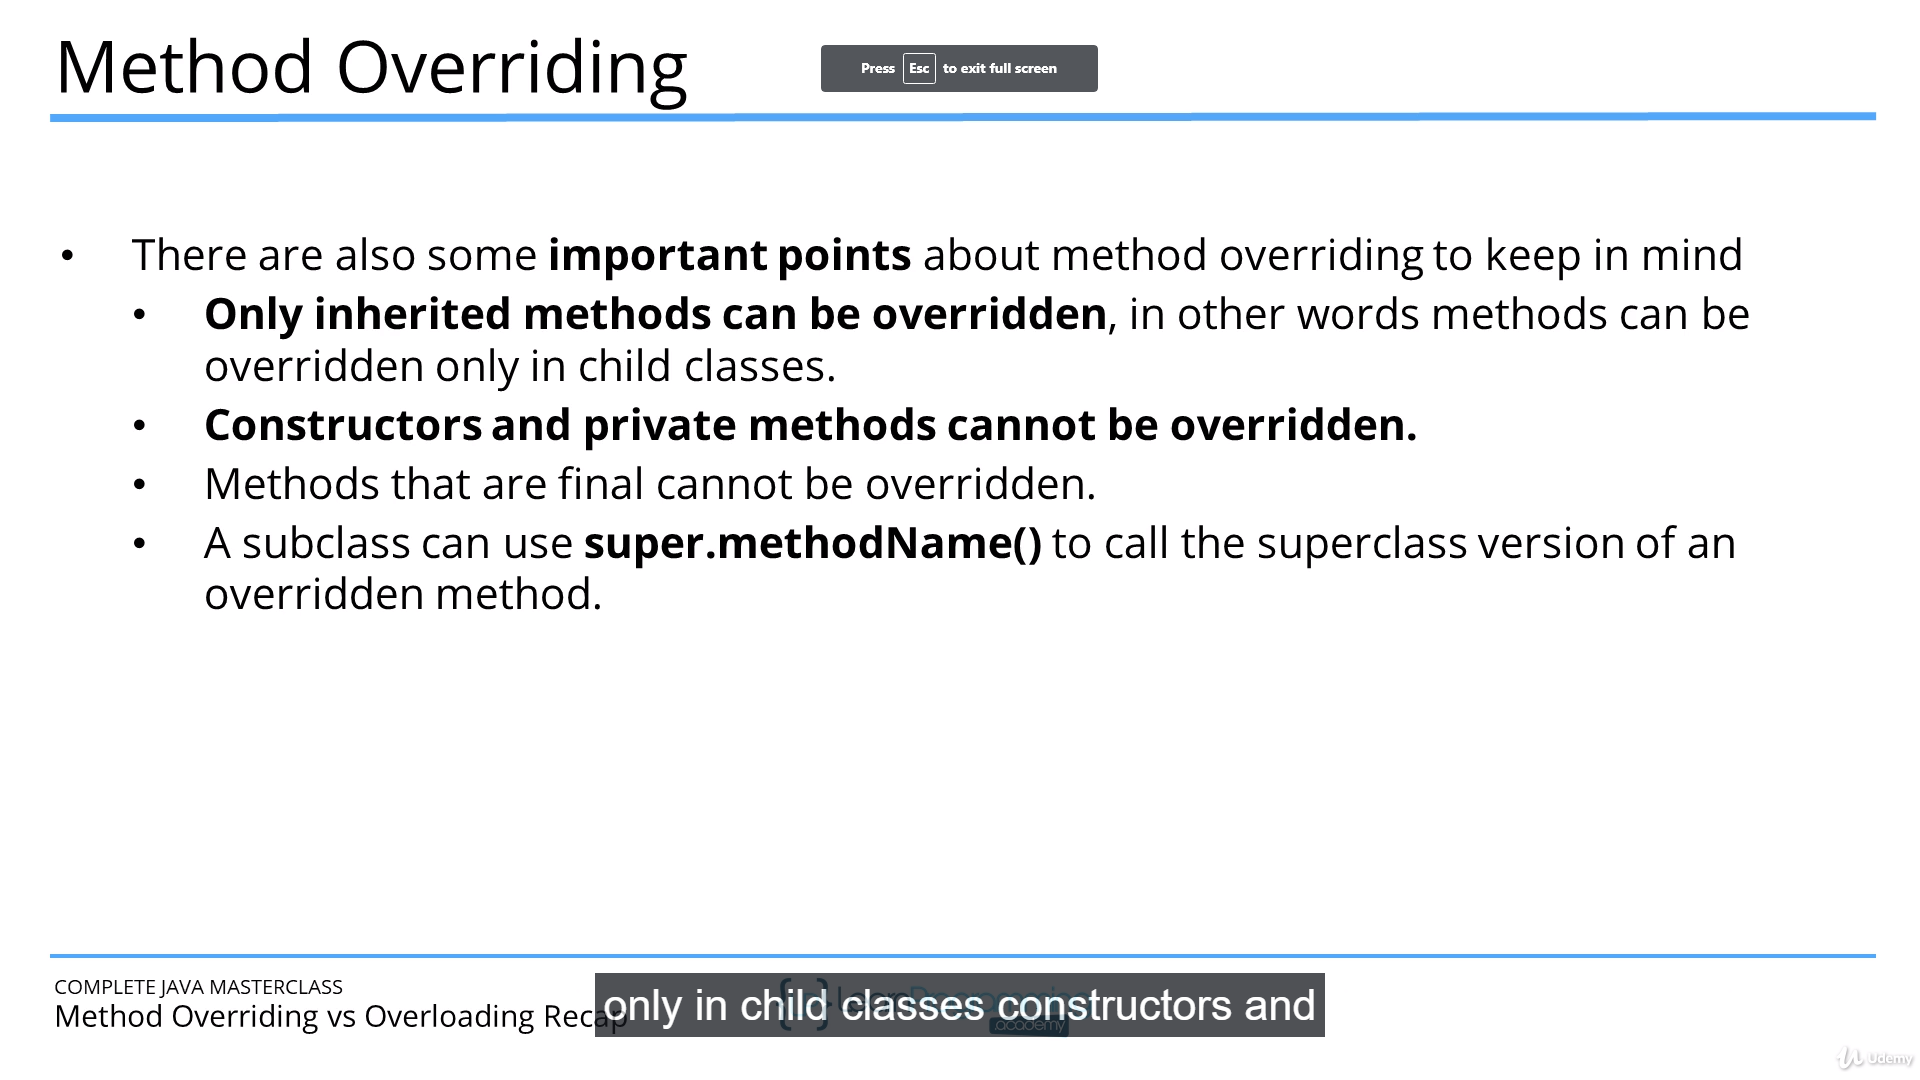 Method Overriding
Press Esc to exit full screen
• There are also some important points about method overriding to keep in mind
• Only inherited methods can be overridden, in other words methods can be
overridden only in child classes.
• Constructors and private methods cannot be overridden.
• Methods that are final cannot be overridden.
• A subclass can use super.methodName() to call the superclass version of an
overridden method.
COMPLETE JAVA MASTERCLASS
Method Overriding vs Overloading Recap
only in child classes constructors and
academy
Udemy